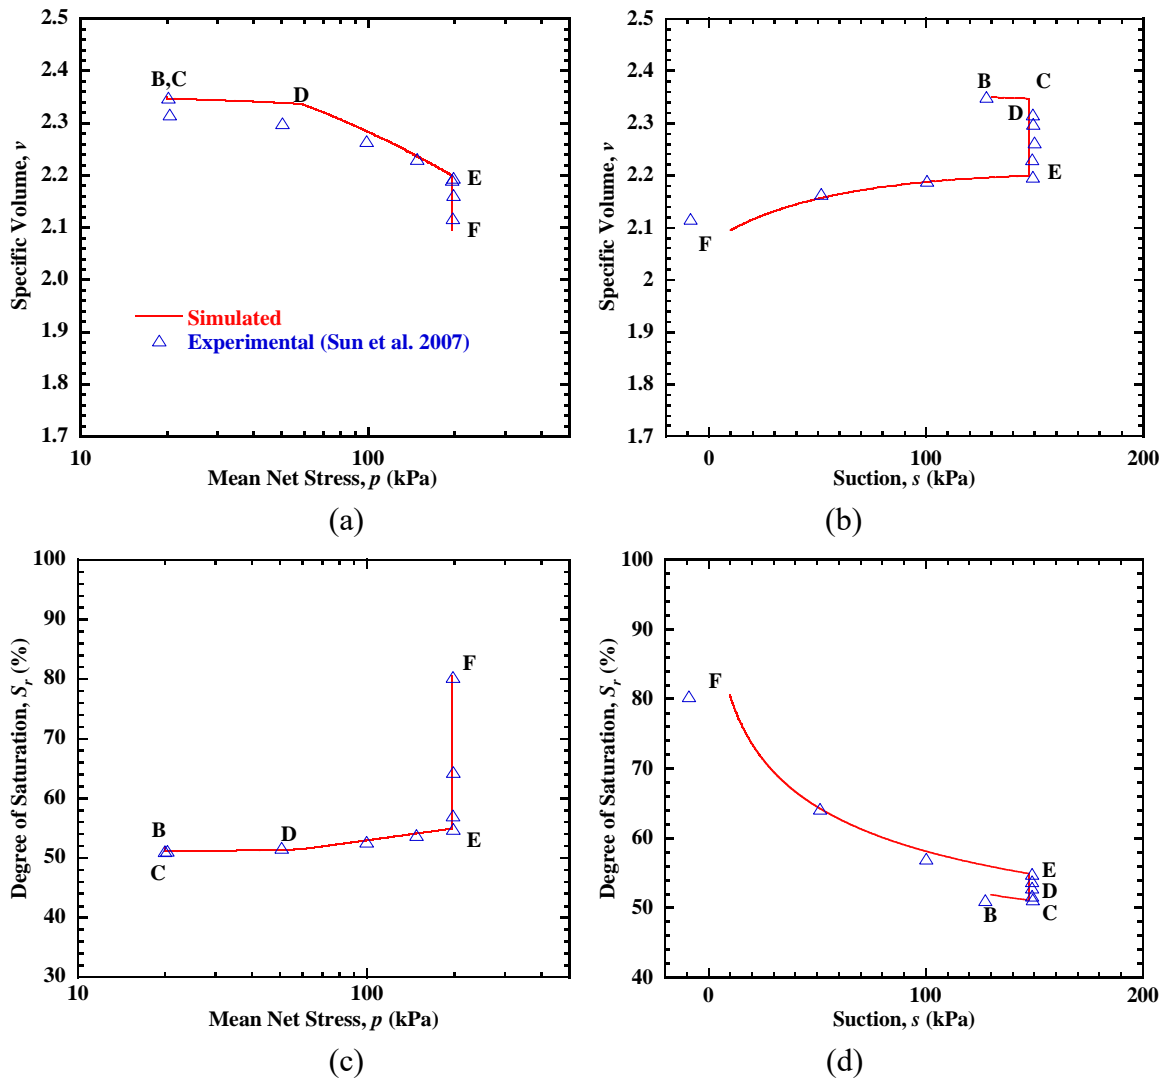 2.5
2.4
2.3
2.2
2.1
2.0
1.9
1.8
1.7
Specific Volume, v
B,C
D
E
F
Simulated
Experimental (Sun et al. 2007)
10
100
Mean Net Stress, p (kPa)
(a)
2.5
2.4
2.3
2.2
2.1
2
1.9
1.8
1.7
Specific Volume, v
B
C
D
E
F
0
100
200
Suction, s (kPa)
(b)
100
90
80
70
60
50
40
30
Degree of Saturation, Sr (%)
F
B
D
E
C
10
100
Mean Net Stress, p (kPa)
(c)
100
90
80
70
60
50
40
Degree of Saturation, Sr (%)
F
E
D
B
C
0
100
200
Suction, s (kPa)
(d)